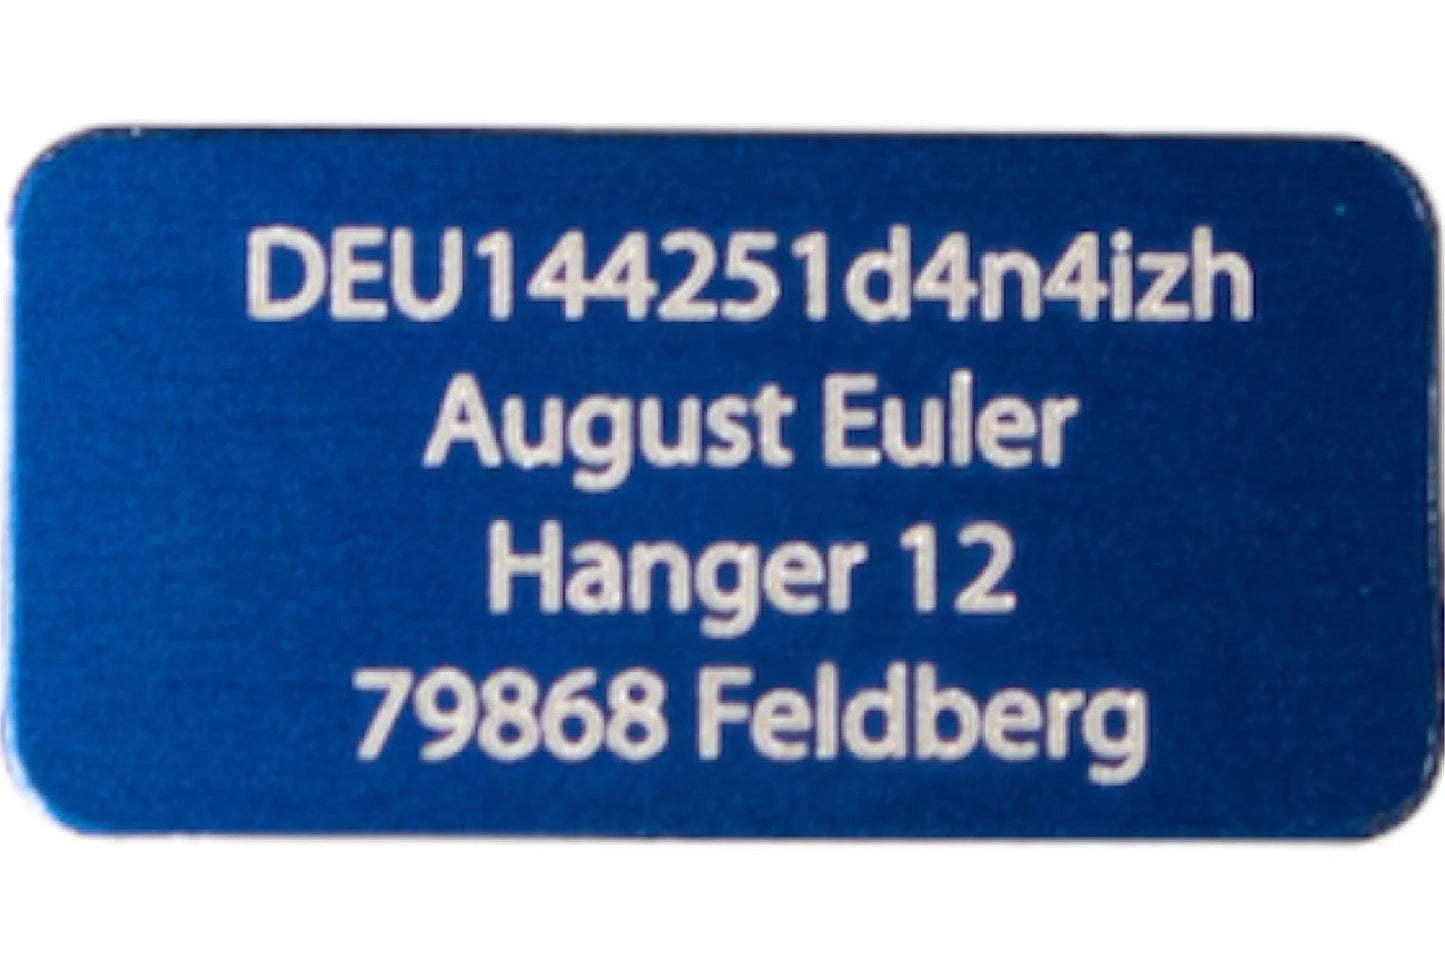 DEU144251d4n4izh
August Euler
Hanger 12
79868 Feldberg